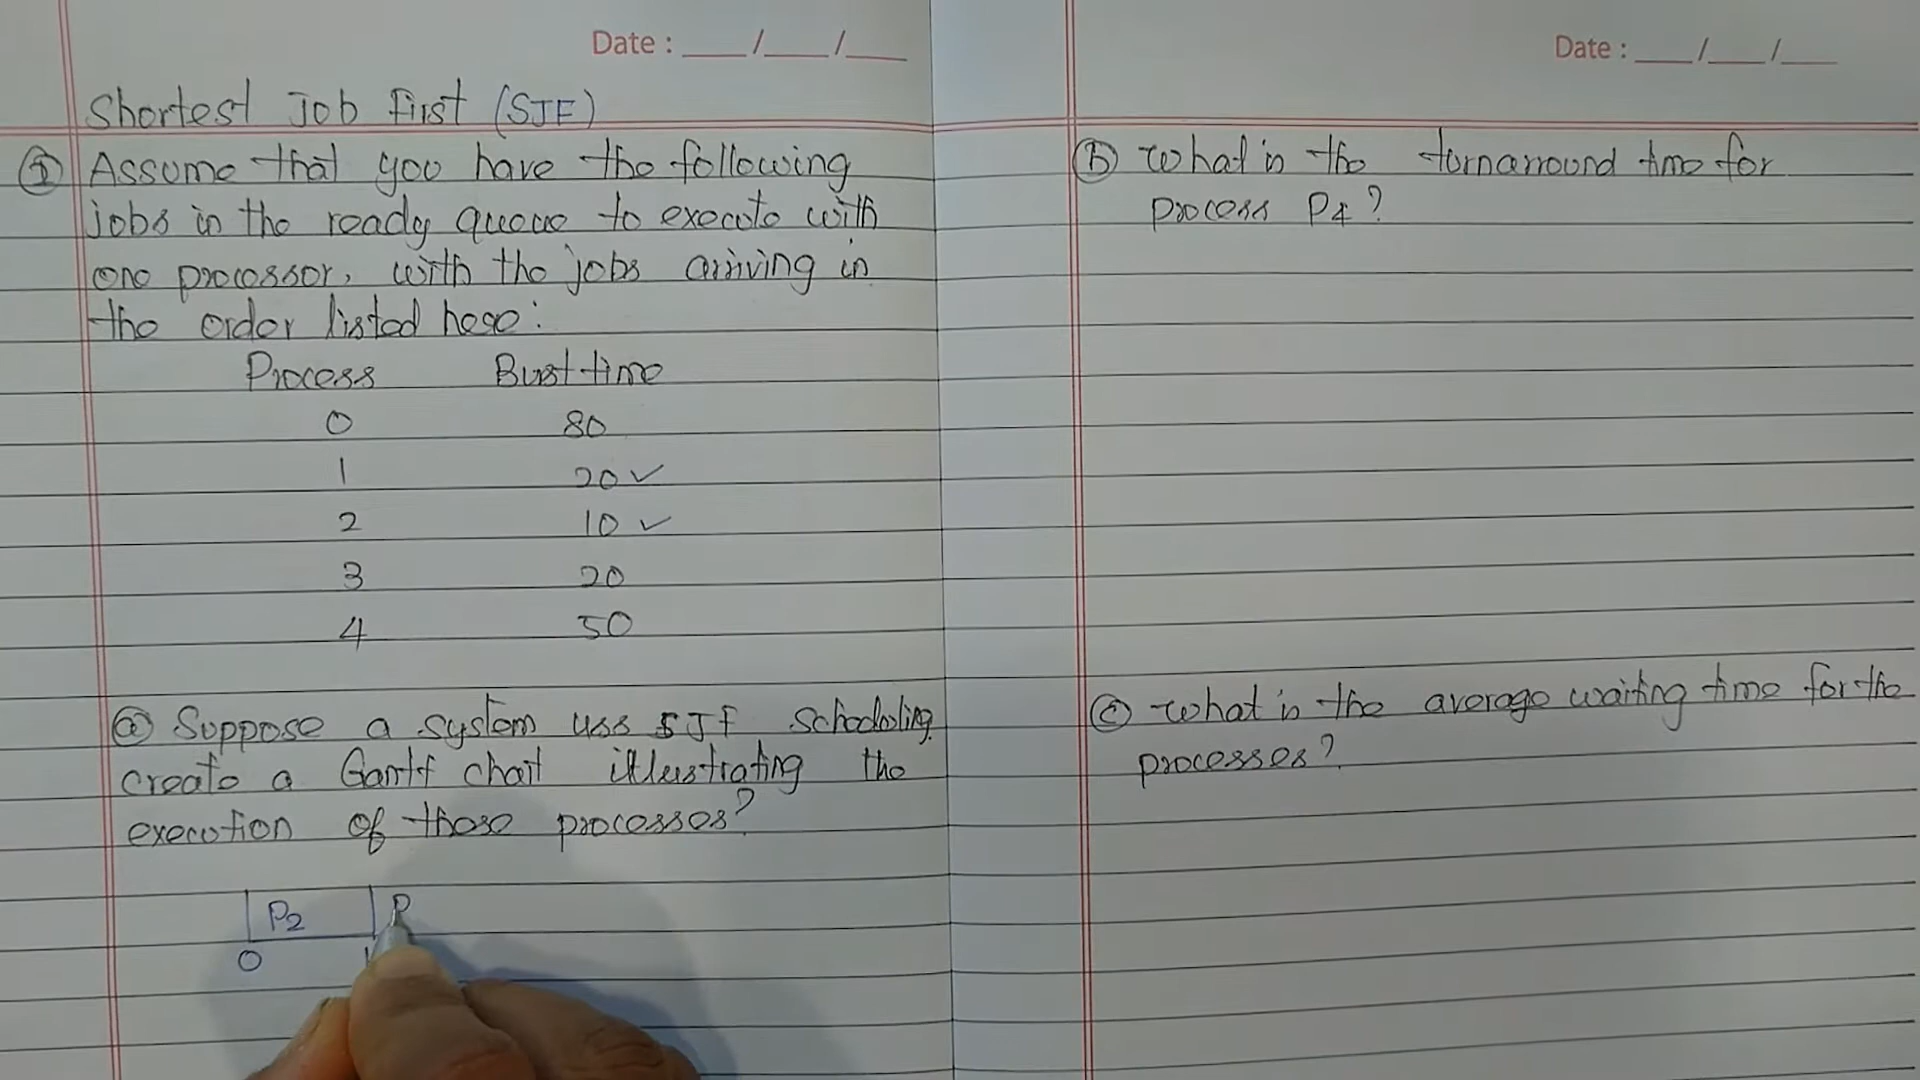 Date : ___/___/___
Shortest Job First (SJF)
① Assume that you have the following
jobs in the ready queue to execute with
one processor, with the jobs arriving in
the order listed here:
Process Burst time
0 80
1 20 ✓
2 10 ✓
3 20
4 50
ⓐ Suppose a system uss SJF scheduling.
create a Gantt chart illustrating the
execution of these processes?
P2 P
0 1
Date : ___/___/___
ⓑ What is the turnarround time for
process P4?
ⓒ What is the average waiting time for the
processes?